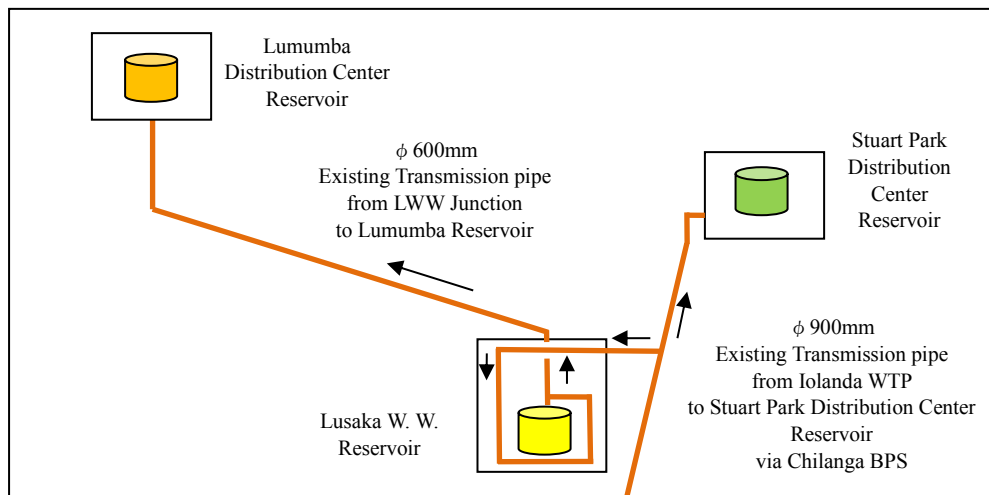 Lumumba
Distribution Center
Reservoir
ϕ 600mm
Existing Transmission pipe
from LWW Junction
to Lumumba Reservoir
Stuart Park
Distribution
Center
Reservoir
Lusaka W. W.
Reservoir
ϕ 900mm
Existing Transmission pipe
from Iolanda WTP
to Stuart Park Distribution Center
Reservoir
via Chilanga BPS